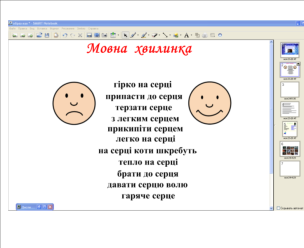 Мовна хвилинка
гірко на серці
припасти до серця
терзати серце
з легким серцем
прикипіти серцем
легко на серці
на серці коти шкребуть
тепло на серці
брати до серця
давати серцю волю
гаряче серце